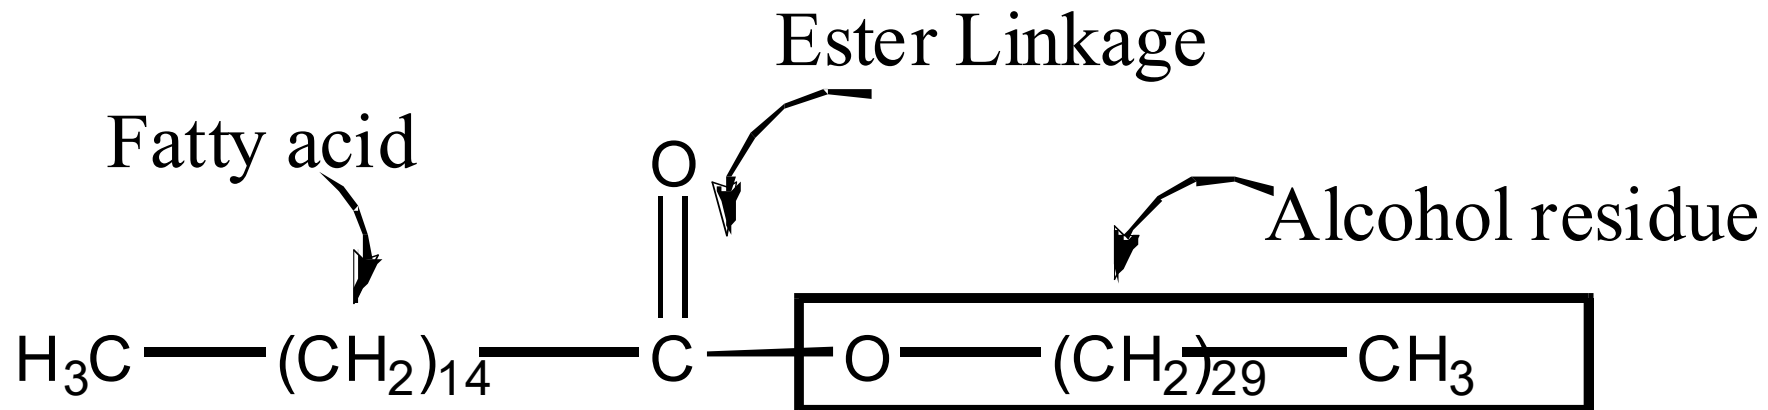 Ester Linkage
Fatty acid
O
Alcohol residue
H3C (CH2)14 C O (CH2)29 CH3